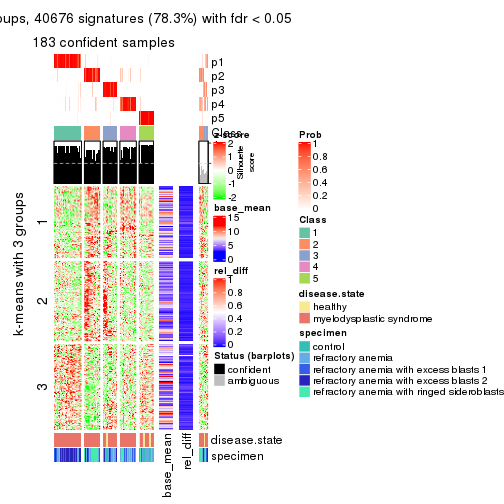 oups, 40676 signatures (78.3%) with fdr < 0.05
183 confident samples
p1
p2
p3
p4
p5
Class
z-score
2
1
0
-1
-2
Silhouette
score
base_mean
15
10
5
0
rel_diff
1
0.8
0.6
0.4
0.2
0
Status (barplots)
confident
ambiguous
Prob
1
0.8
0.6
0.4
0.2
0
Class
1
2
3
4
5
disease.state
healthy
myelodysplastic syndrome
specimen
control
refractory anemia
refractory anemia with excess blasts 1
refractory anemia with excess blasts 2
refractory anemia with ringed sideroblasts
k-means with 3 groups
1
2
3
disease.state
specimen
base_mean
rel_diff